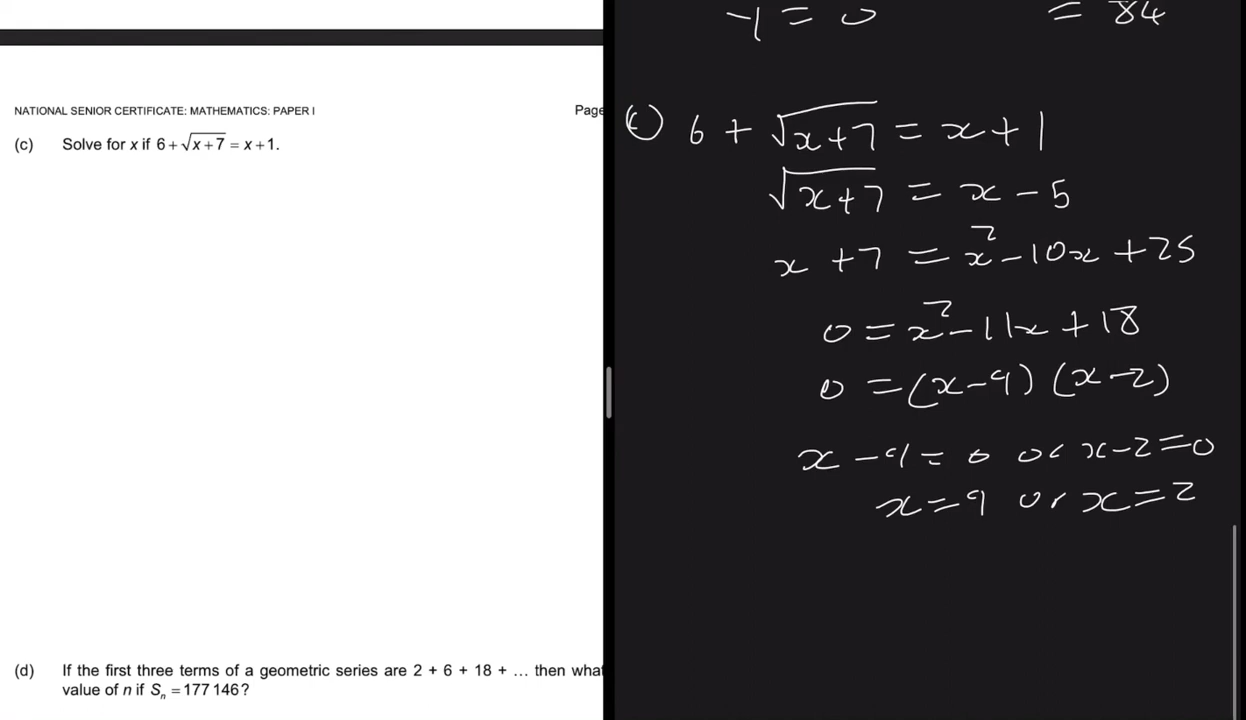 NATIONAL SENIOR CERTIFICATE: MATHEMATICS: PAPER I Page
(c) Solve for x if 6 + √(x + 7) = x + 1.
(d) If the first three terms of a geometric series are 2 + 6 + 18 + … then what
value of n if Sₙ = 177 146?
-1 = 0 = 84
(c) 6 + √(x+7) = x + 1
√(x+7) = x - 5
x + 7 = x² - 10x + 25
0 = x² - 11x + 18
0 = (x-9) (x-2)
x - 9 = 0 or x - 2 = 0
x = 9 or x = 2